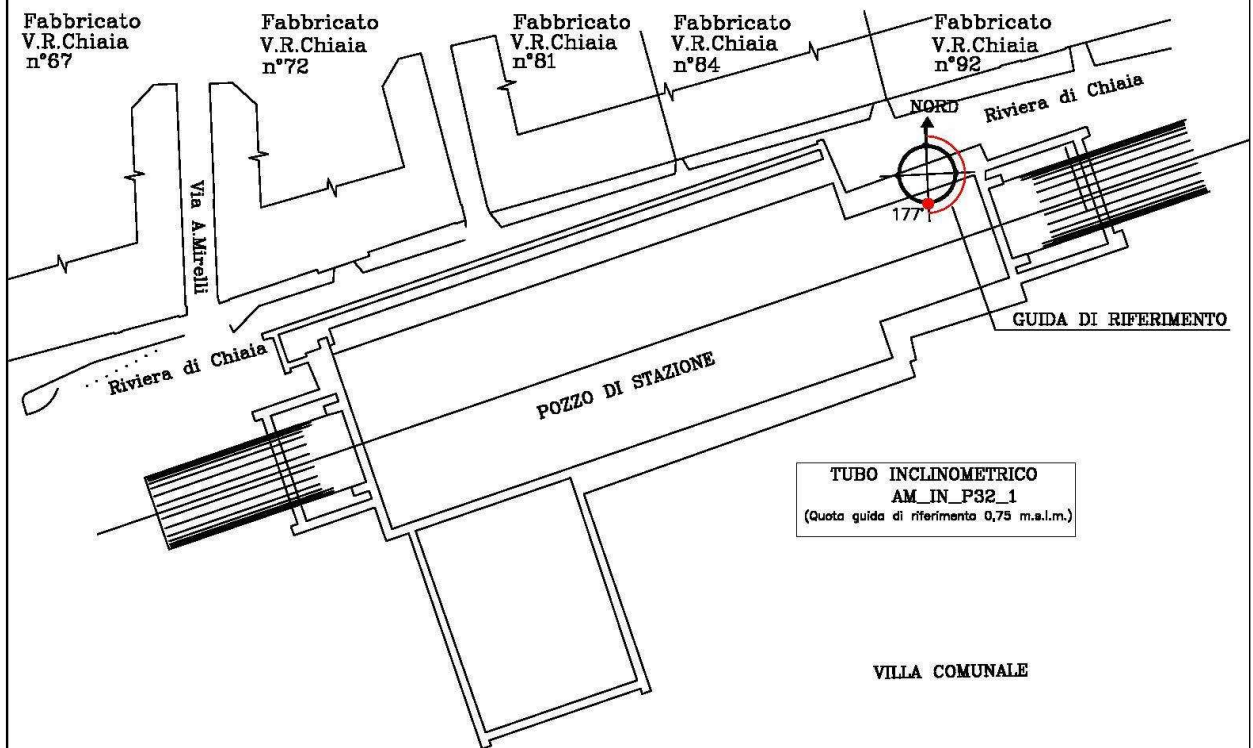 Fabbricato
V.R.Chiaia
n°67
Fabbricato
V.R.Chiaia
n°72
Fabbricato
V.R.Chiaia
n°81
Fabbricato
V.R.Chiaia
n°84
Fabbricato
V.R.Chiaia
n°92
NORD
Riviera di Chiaia
Via A.Mirelli
177°
GUIDA DI RIFERIMENTO
Riviera di Chiaia
POZZO DI STAZIONE
TUBO INCLINOMETRICO
AM_IN_P32_1
(Quota guida di riferimento 0,75 m.s.l.m.)
VILLA COMUNALE